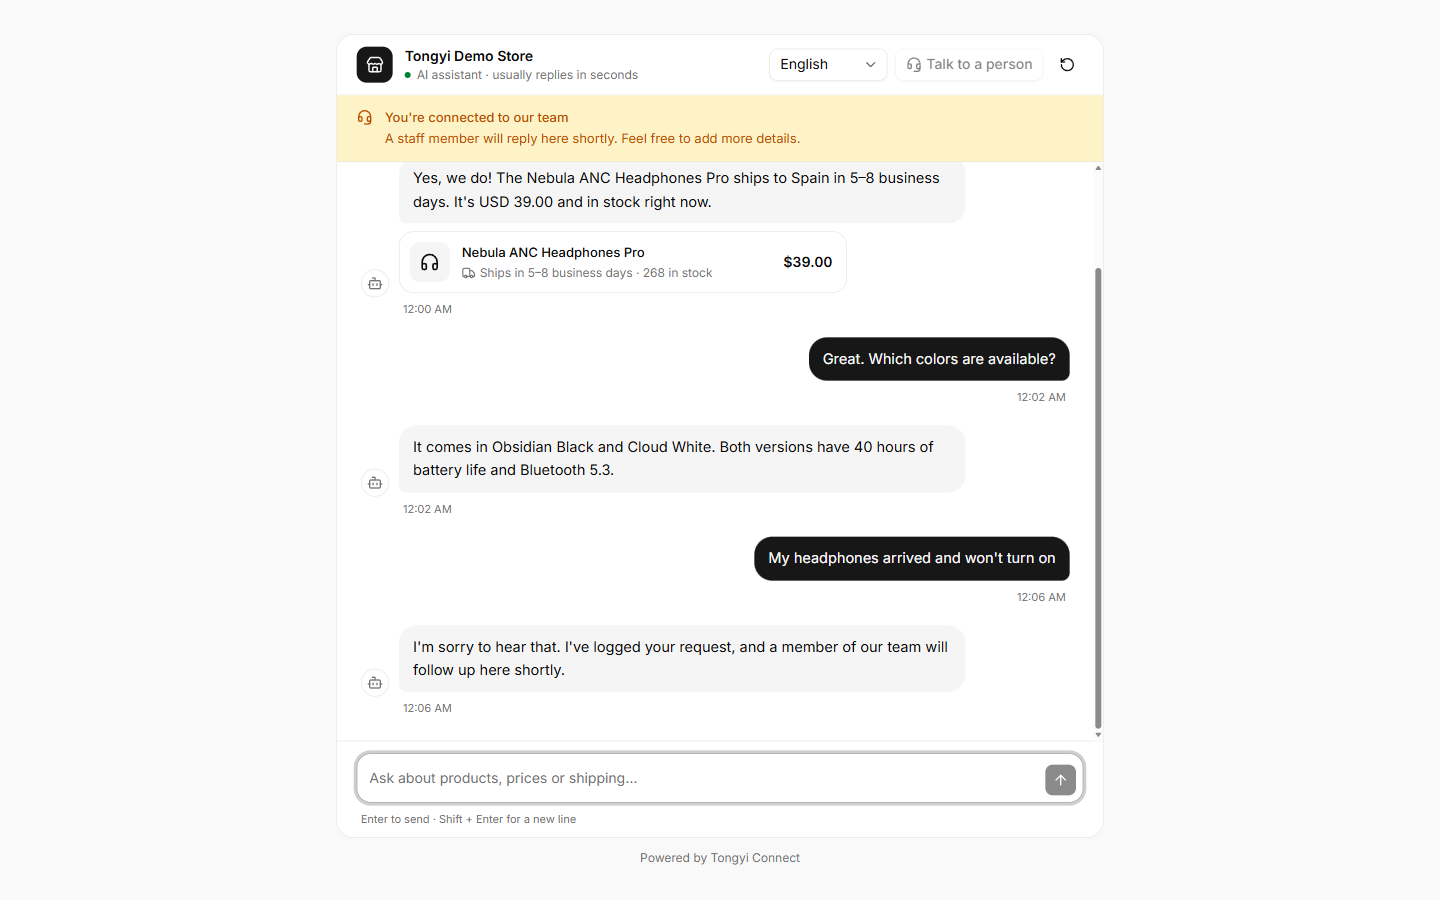 Tongyi Demo Store
AI assistant · usually replies in seconds
English
Talk to a person
You're connected to our team
A staff member will reply here shortly. Feel free to add more details.
Yes, we do! The Nebula ANC Headphones Pro ships to Spain in 5–8 business
days. It's USD 39.00 and in stock right now.
Nebula ANC Headphones Pro
Ships in 5–8 business days · 268 in stock
$39.00
12:00 AM
Great. Which colors are available?
12:02 AM
It comes in Obsidian Black and Cloud White. Both versions have 40 hours of
battery life and Bluetooth 5.3.
12:02 AM
My headphones arrived and won't turn on
12:06 AM
I'm sorry to hear that. I've logged your request, and a member of our team will
follow up here shortly.
12:06 AM
Ask about products, prices or shipping...
Enter to send · Shift + Enter for a new line
Powered by Tongyi Connect